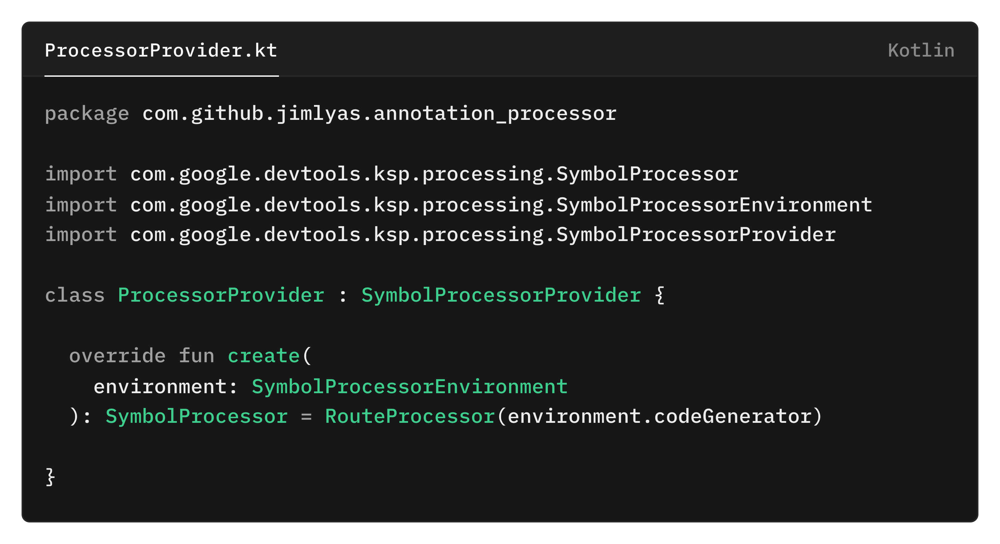 ProcessorProvider.kt
Kotlin
package com.github.jimlyas.annotation_processor
import com.google.devtools.ksp.processing.SymbolProcessor
import com.google.devtools.ksp.processing.SymbolProcessorEnvironment
import com.google.devtools.ksp.processing.SymbolProcessorProvider
class ProcessorProvider : SymbolProcessorProvider {
  override fun create(
    environment: SymbolProcessorEnvironment
  ): SymbolProcessor = RouteProcessor(environment.codeGenerator)
}